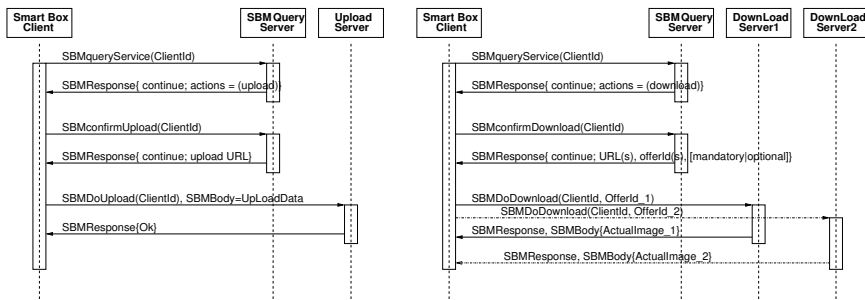 Smart Box
Client
SBMQuery
Server
Upload
Server
SBMqueryService(ClientId)
SBMResponse{ continue; actions = (upload)}
SBMconfirmUpload(ClientId)
SBMResponse{ continue; upload URL}
SBMDoUpload(ClientId), SBMBody=UpLoadData
SBMResponse{Ok}
Smart Box
Client
SBMQuery
Server
DownLoad
Server1
DownLoad
Server2
SBMqueryService(ClientId)
SBMResponse{ continue; actions = (download)}
SBMconfirmDownload(ClientId)
SBMResponse{ continue; URL(s), offerId(s), [mandatory|optional]}
SBMDoDownload(ClientId, OfferId_1)
SBMDoDownload(ClientId, OfferId_2)
SBMResponse, SBMBody{ActualImage_1}
SBMResponse, SBMBody{ActualImage_2}